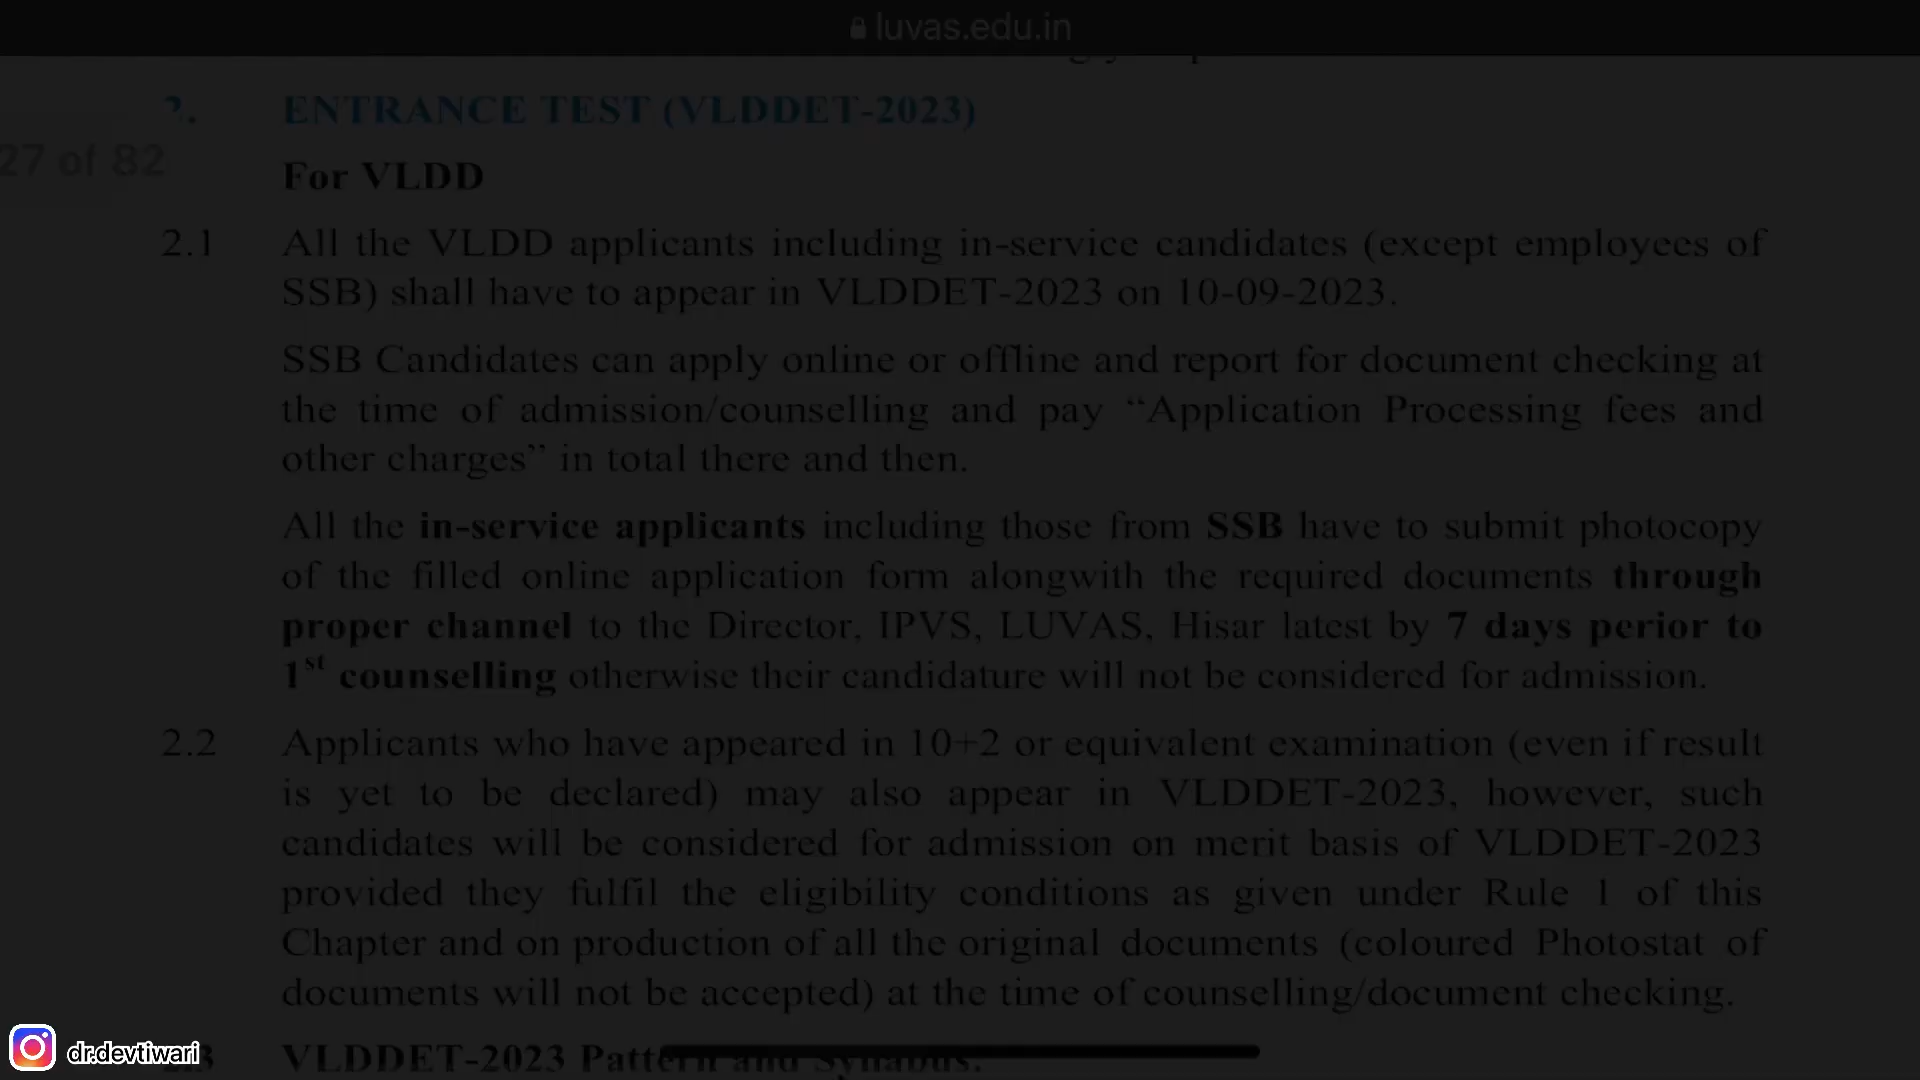 luvas.edu.in
2. ENTRANCE TEST (VLDDET-2023)
27 of 82
For VLDD
2.1 All the VLDD applicants including in-service candidates (except employees of
SSB) shall have to appear in VLDDET-2023 on 10-09-2023.
SSB Candidates can apply online or offline and report for document checking at
the time of admission/counselling and pay “Application Processing fees and
other charges” in total there and then.
All the in-service applicants including those from SSB have to submit photocopy
of the filled online application form alongwith the required documents through
proper channel to the Director, IPVS, LUVAS, Hisar latest by 7 days perior to
1st counselling otherwise their candidature will not be considered for admission.
2.2 Applicants who have appeared in 10+2 or equivalent examination (even if result
is yet to be declared) may also appear in VLDDET-2023, however, such
candidates will be considered for admission on merit basis of VLDDET-2023
provided they fulfil the eligibility conditions as given under Rule 1 of this
Chapter and on production of all the original documents (coloured Photostat of
documents will not be accepted) at the time of counselling/document checking.
VLDDET-2023 Pattern and Syllabus:
dr.devtiwari